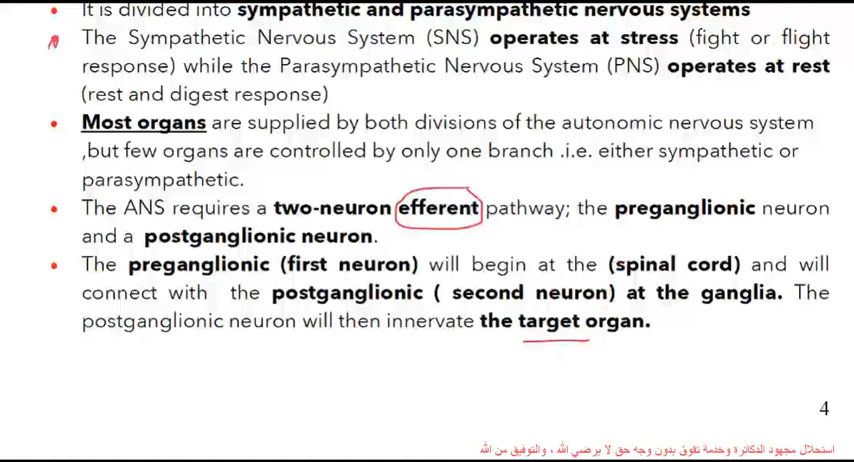 • It is divided into sympathetic and parasympathetic nervous systems
• The Sympathetic Nervous System (SNS) operates at stress (fight or flight
response) while the Parasympathetic Nervous System (PNS) operates at rest
(rest and digest response)
• Most organs are supplied by both divisions of the autonomic nervous system
,but few organs are controlled by only one branch .i.e. either sympathetic or
parasympathetic.
• The ANS requires a two-neuron efferent pathway; the preganglionic neuron
and a postganglionic neuron.
• The preganglionic (first neuron) will begin at the (spinal cord) and will
connect with the postganglionic ( second neuron) at the ganglia. The
postganglionic neuron will then innervate the target organ.
4
استحلال مجهود الدكاترة وخدمة تفوق بدون وجه حق لا يرضي الله ، والتوفيق من الله